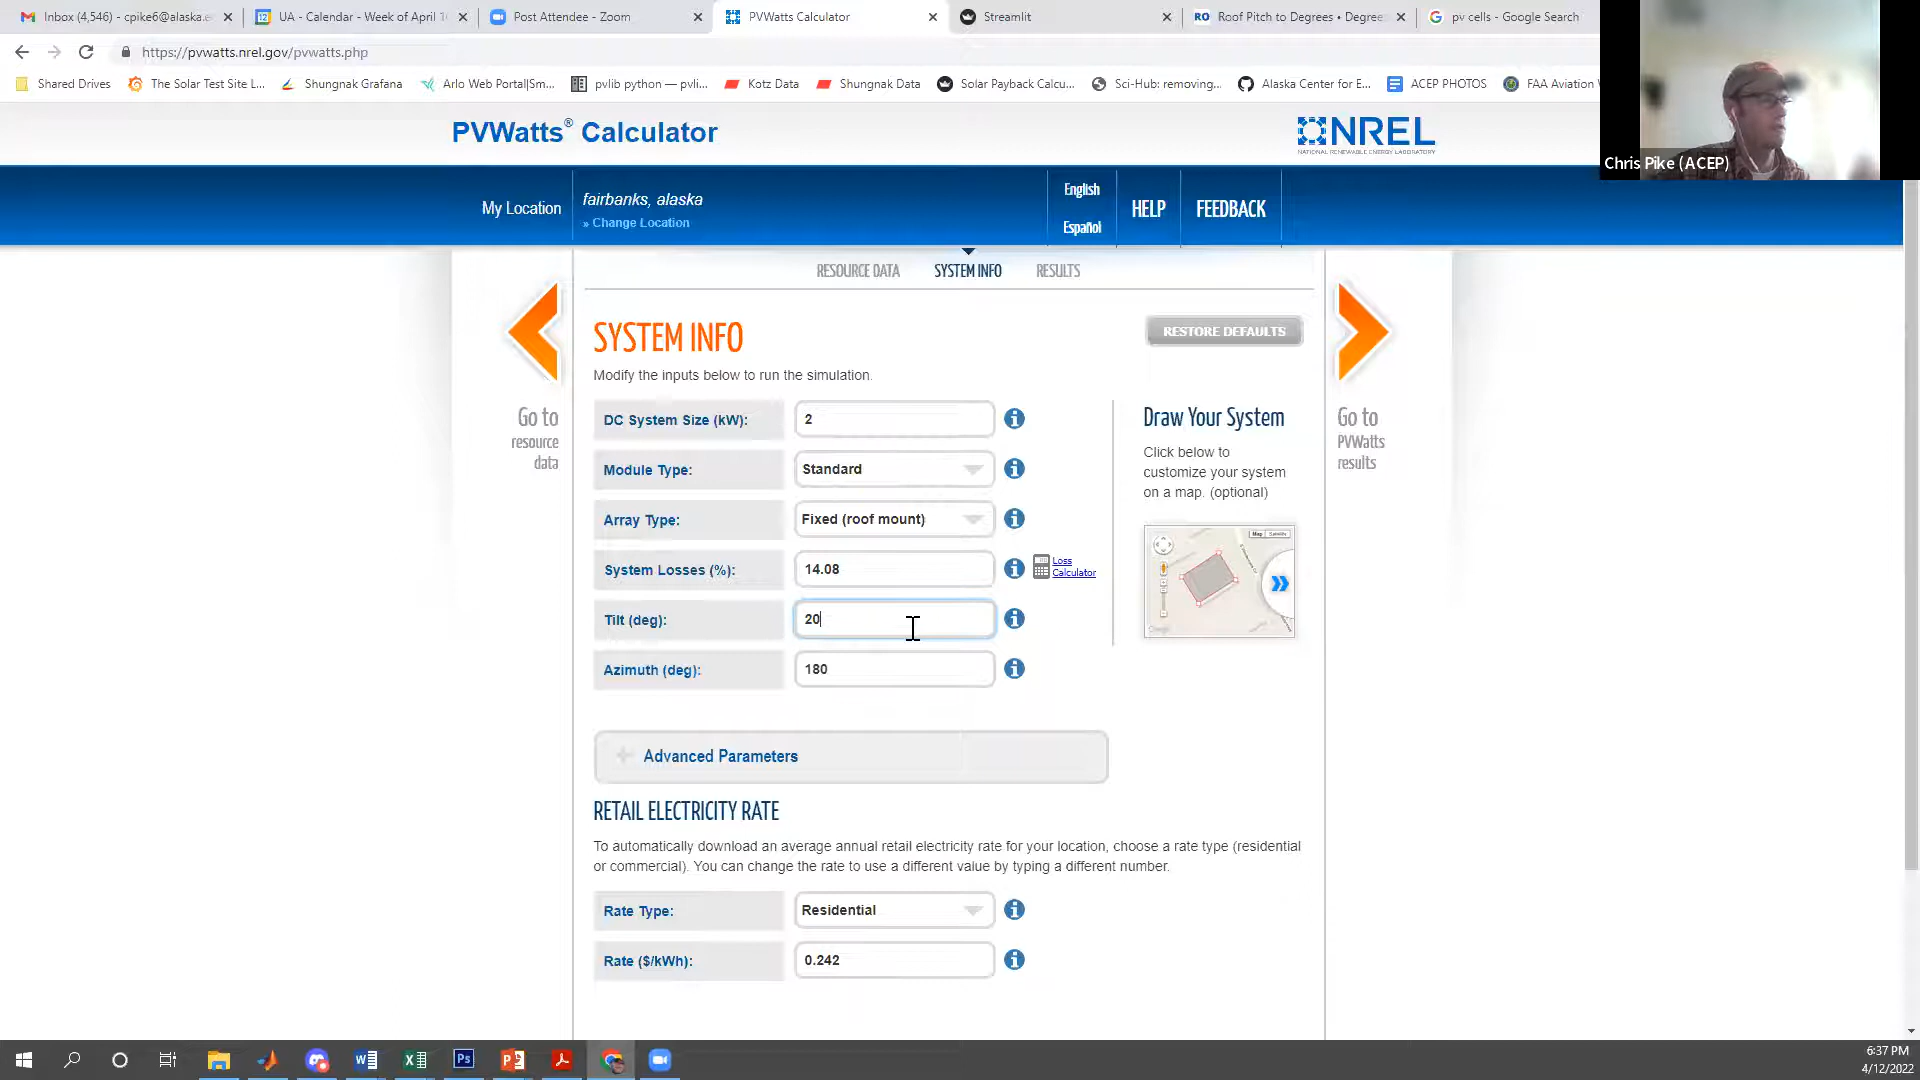 Inbox (4,546) - cpike6@alaska.e
UA - Calendar - Week of April 1
Post Attendee - Zoom
PVWatts Calculator
Streamlit
Roof Pitch to Degrees • Degree
pv cells - Google Search
https://pvwatts.nrel.gov/pvwatts.php
Shared Drives
The Solar Test Site L...
Shungnak Grafana
Arlo Web Portal|Sm...
pvlib python — pvli...
Kotz Data
Shungnak Data
Solar Payback Calcu...
Sci-Hub: removing...
Alaska Center for E...
ACEP PHOTOS
FAA Aviation
Chris Pike (ACEP)
PVWatts® Calculator
NREL
NATIONAL RENEWABLE ENERGY LABORATORY
My Location
fairbanks, alaska
» Change Location
English
Español
HELP
FEEDBACK
RESOURCE DATA
SYSTEM INFO
RESULTS
Go to
resource
data
SYSTEM INFO
RESTORE DEFAULTS
Modify the inputs below to run the simulation.
DC System Size (kW): 2
Module Type: Standard
Array Type: Fixed (roof mount)
System Losses (%): 14.08
Loss
Calculator
Tilt (deg): 20
Azimuth (deg): 180
Draw Your System
Click below to
customize your system
on a map. (optional)
Map
Satellite
Go to
PVWatts
results
Advanced Parameters
RETAIL ELECTRICITY RATE
To automatically download an average annual retail electricity rate for your location, choose a rate type (residential
or commercial). You can change the rate to use a different value by typing a different number.
Rate Type: Residential
Rate ($/kWh): 0.242
6:37 PM
4/12/2022